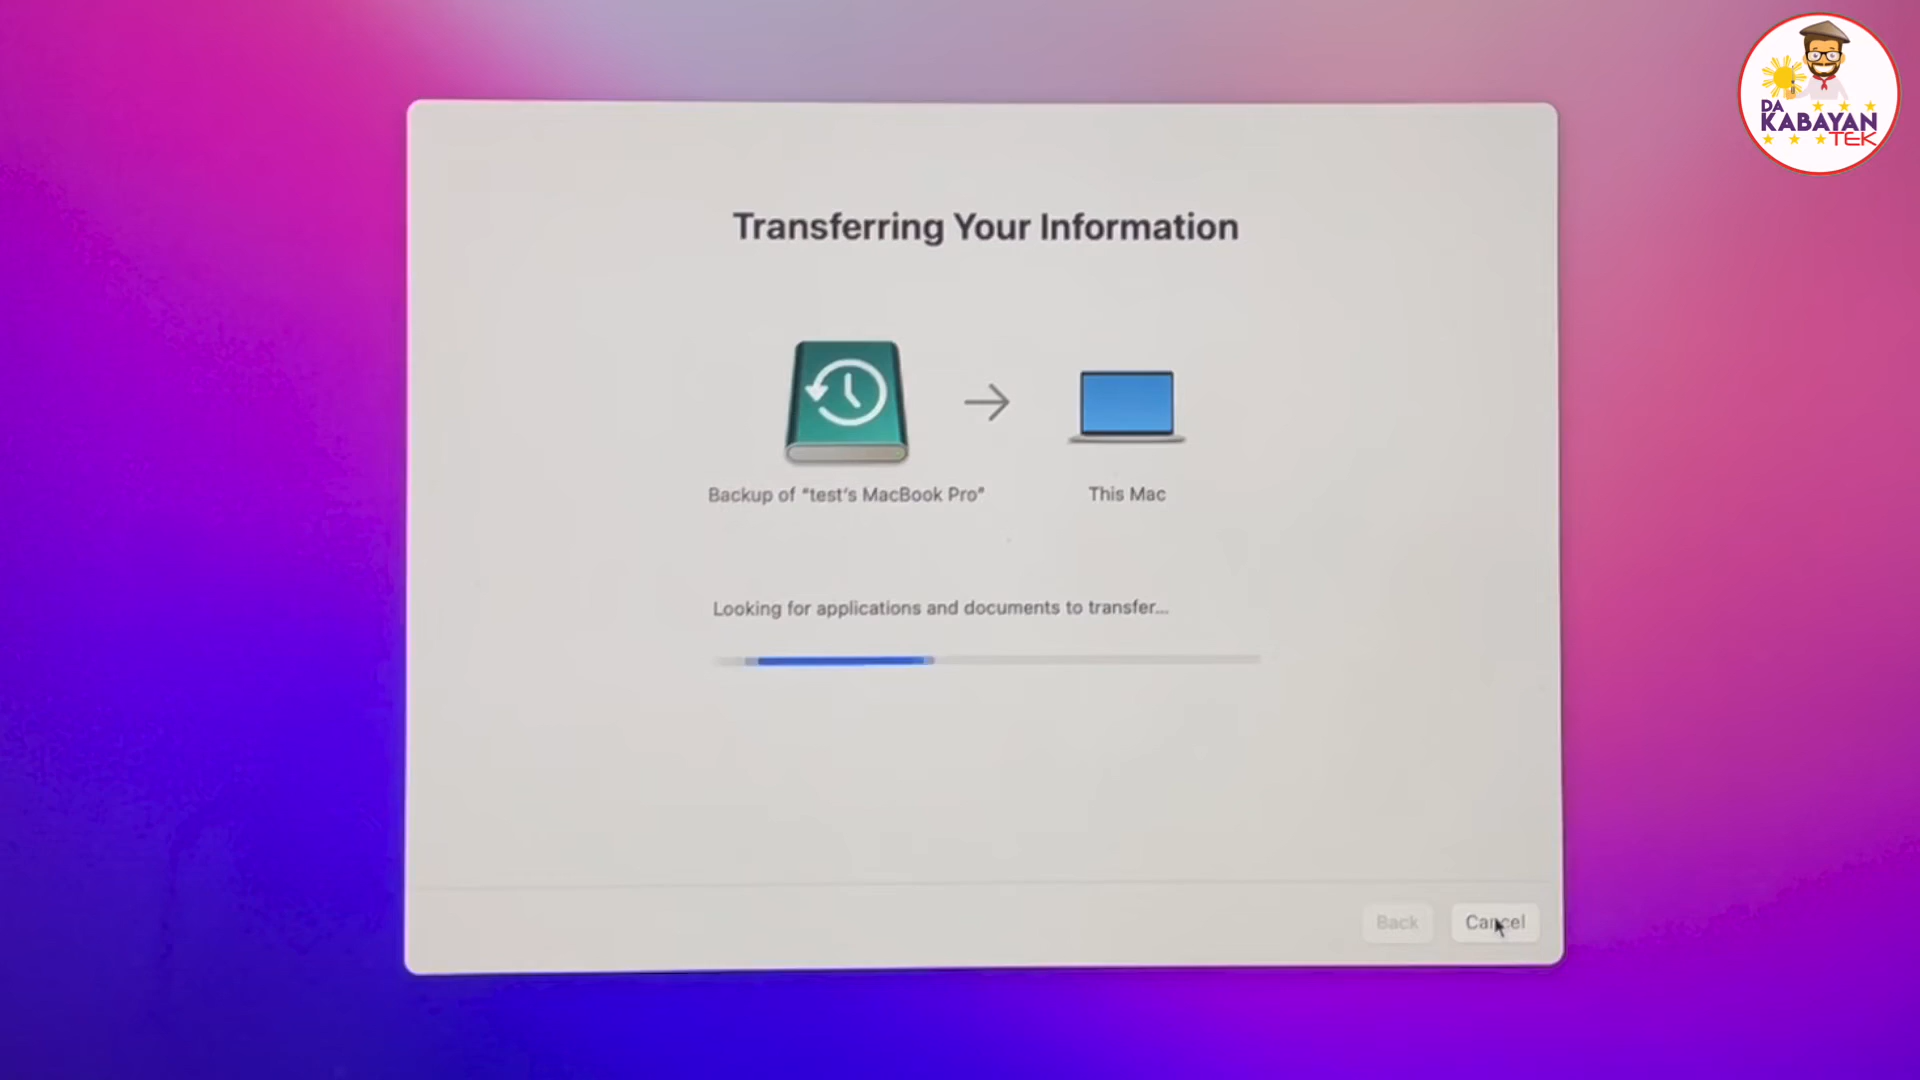 DA
KABAYAN
TEK
Transferring Your Information
Backup of “test’s MacBook Pro”
This Mac
Looking for applications and documents to transfer...
Back
Cancel